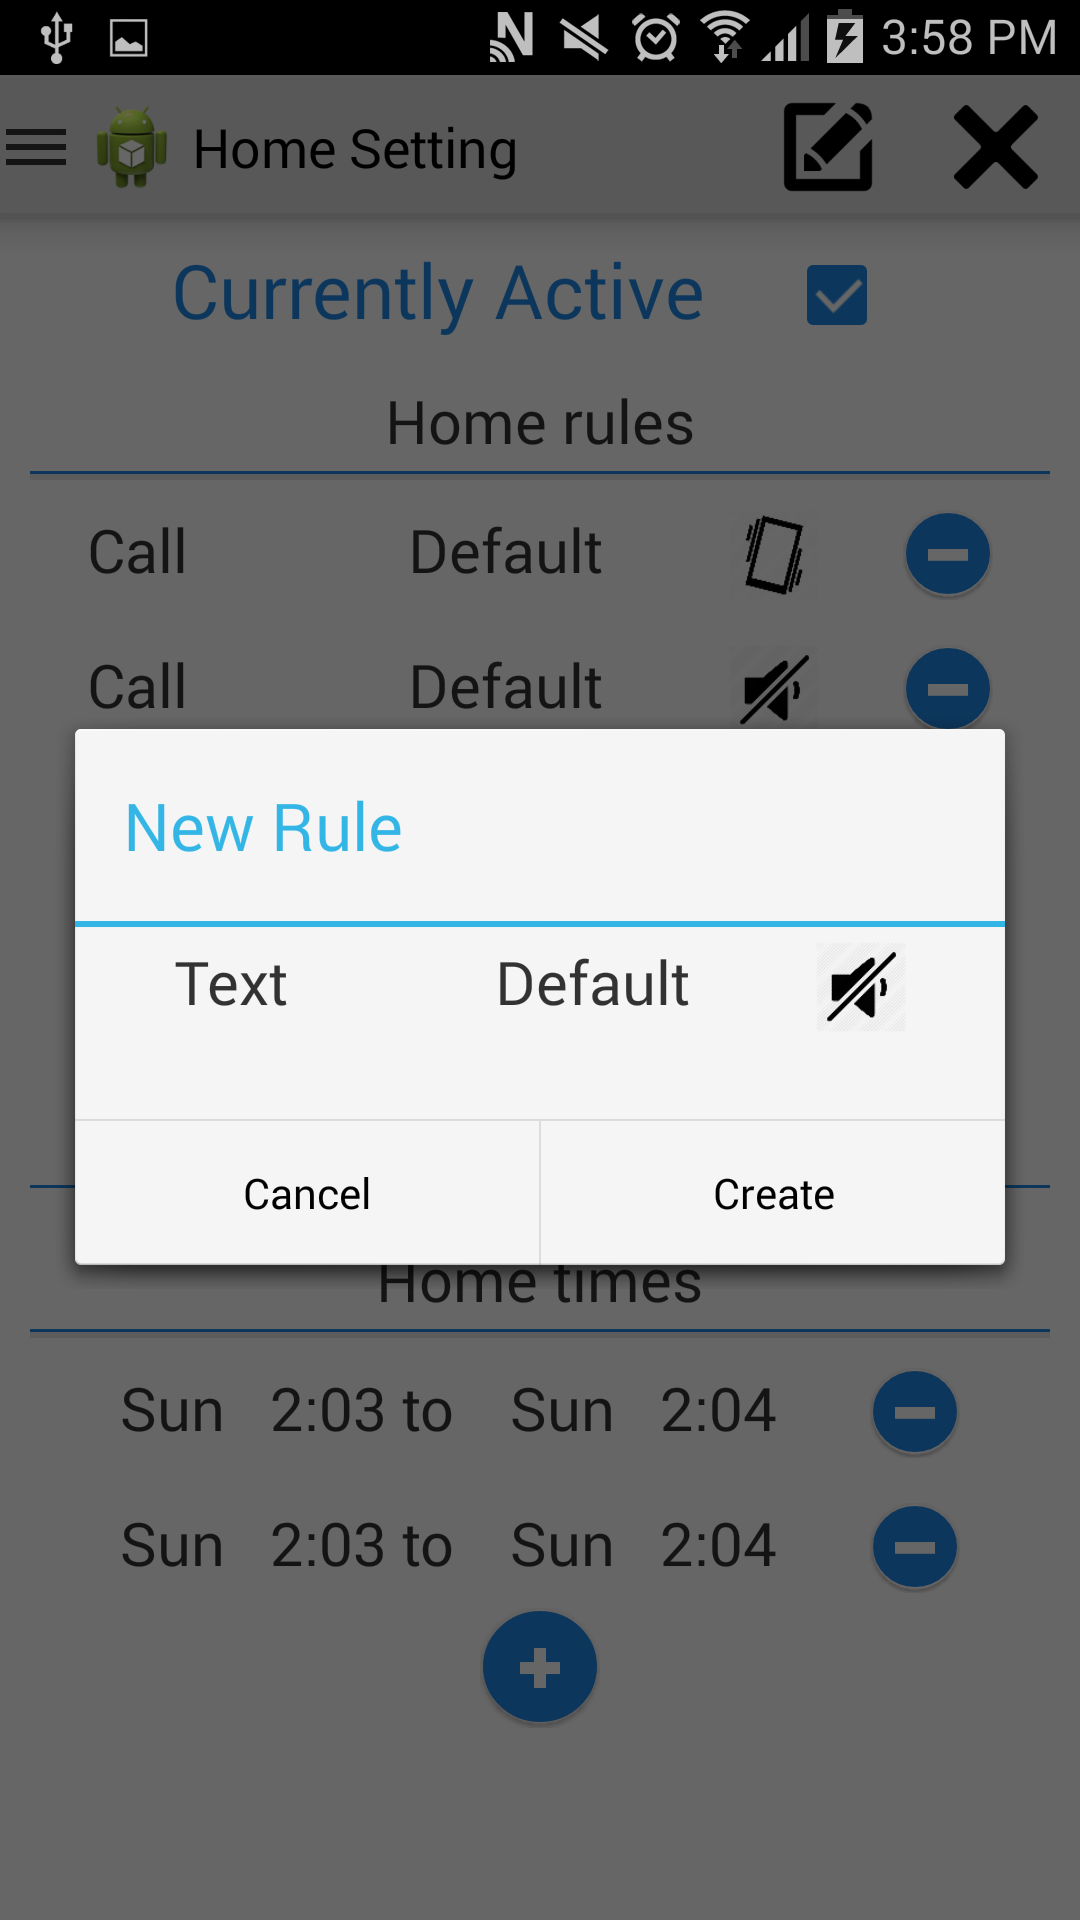 3:58 PM
Home Setting
Currently Active
Home rules
Call Default
Call Default
New Rule
Text Default
Cancel Create
Home times
Sun 2:03 to Sun 2:04
Sun 2:03 to Sun 2:04